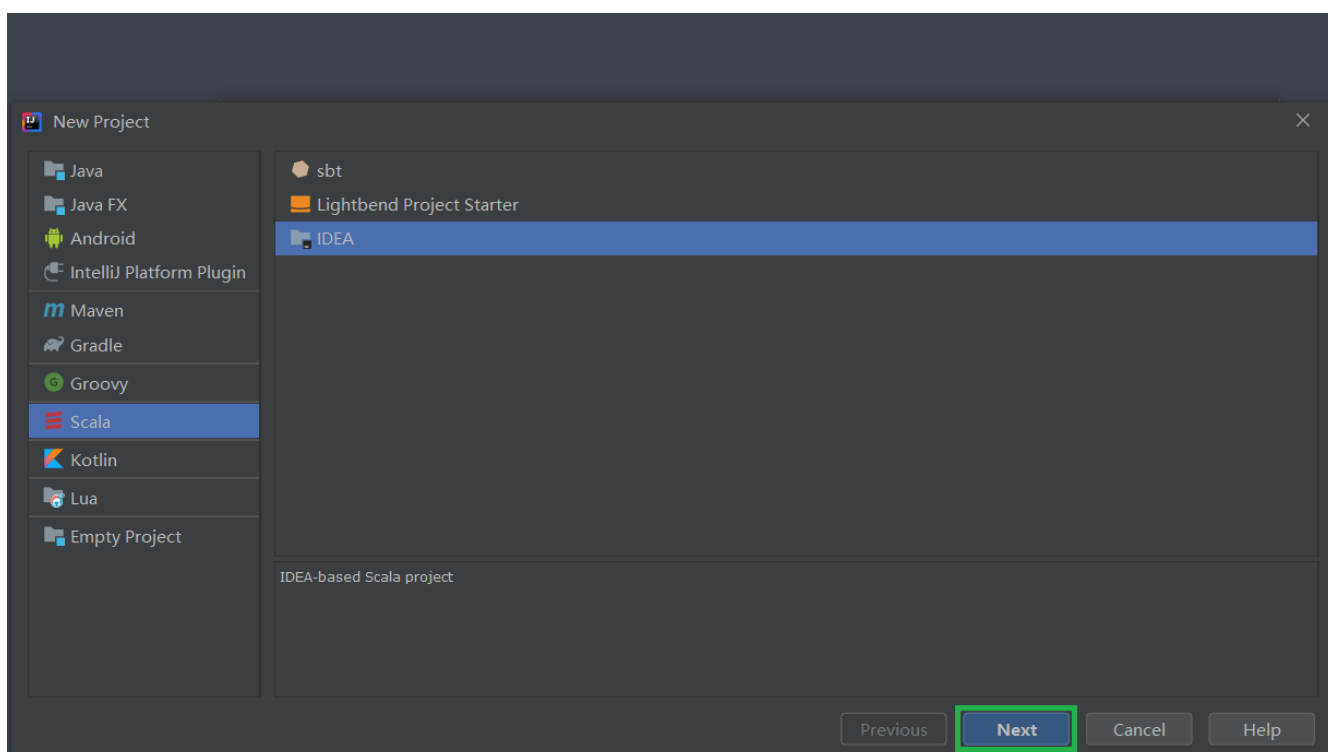 New Project
Java
Java FX
Android
IntelliJ Platform Plugin
Maven
Gradle
Groovy
Scala
Kotlin
Lua
Empty Project
sbt
Lightbend Project Starter
IDEA
IDEA-based Scala project
Previous Next Cancel Help